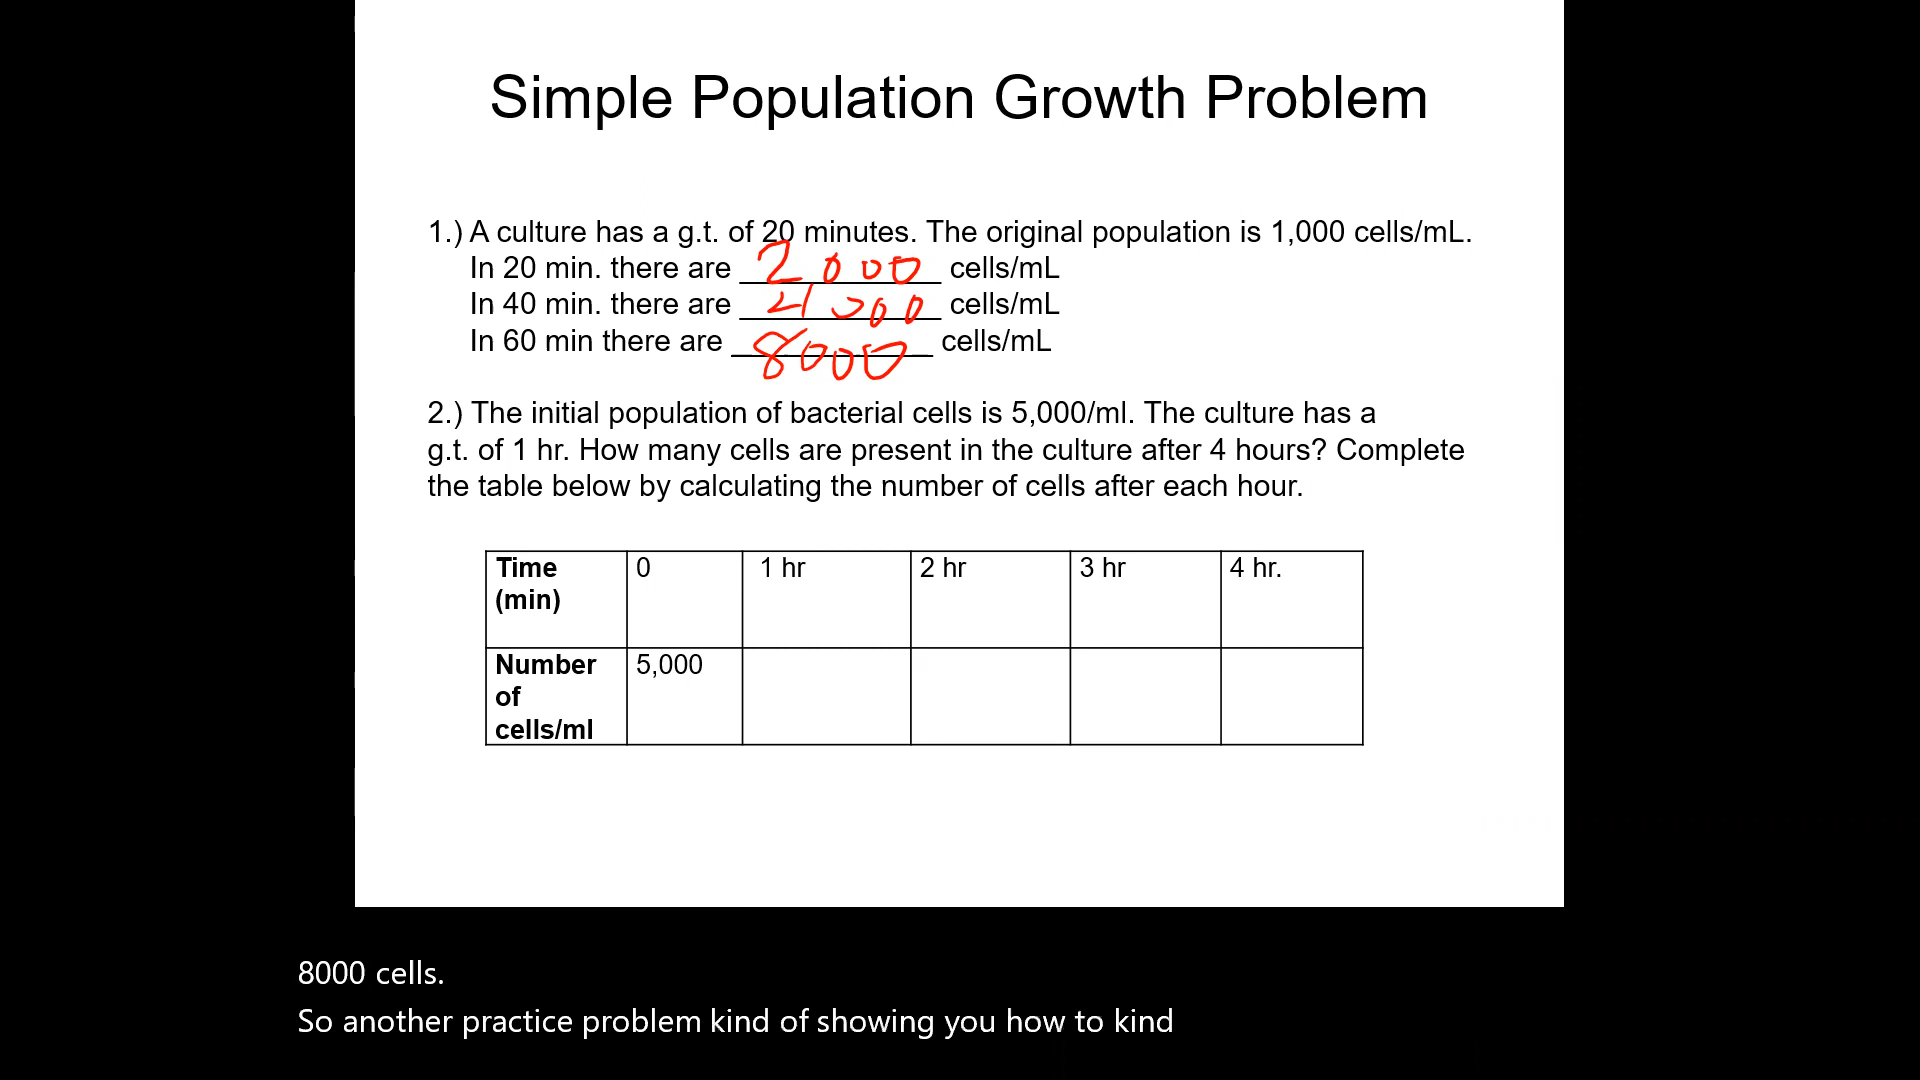 Simple Population Growth Problem
1.) A culture has a g.t. of 20 minutes. The original population is 1,000 cells/mL.
In 20 min. there are 2000 cells/mL
In 40 min. there are 4000 cells/mL
In 60 min there are 8000 cells/mL
2.) The initial population of bacterial cells is 5,000/ml. The culture has a
g.t. of 1 hr. How many cells are present in the culture after 4 hours? Complete
the table below by calculating the number of cells after each hour.
Time (min) 0 1 hr 2 hr 3 hr 4 hr.
Number of cells/ml 5,000
8000 cells.
So another practice problem kind of showing you how to kind